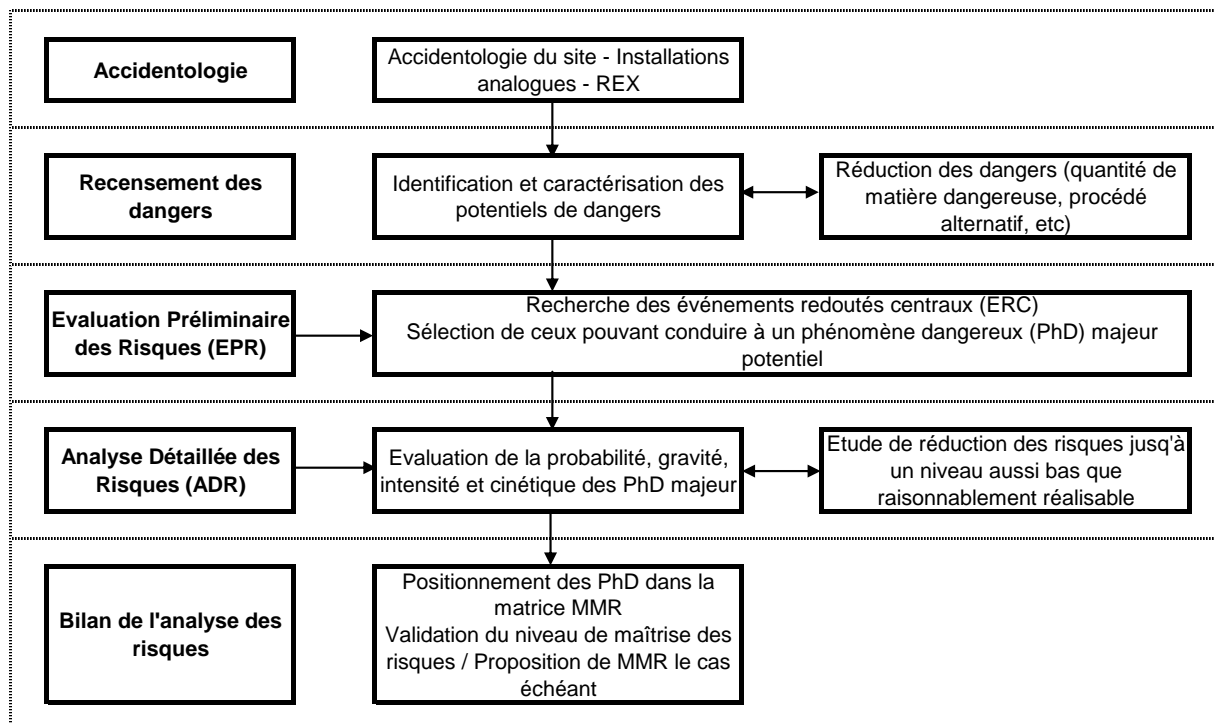 Accidentologie
Accidentologie du site - Installations
analogues - REX
Recensement des
dangers
Identification et caractérisation des
potentiels de dangers
Réduction des dangers (quantité de
matière dangereuse, procédé
alternatif, etc)
Evaluation Préliminaire
des Risques (EPR)
Recherche des événements redoutés centraux (ERC)
Sélection de ceux pouvant conduire à un phénomène dangereux (PhD) majeur
potentiel
Analyse Détaillée des
Risques (ADR)
Evaluation de la probabilité, gravité,
intensité et cinétique des PhD majeur
Etude de réduction des risques jusqu'à
un niveau aussi bas que
raisonnablement réalisable
Bilan de l'analyse des
risques
Positionnement des PhD dans la
matrice MMR
Validation du niveau de maîtrise des
risques / Proposition de MMR le cas
échéant